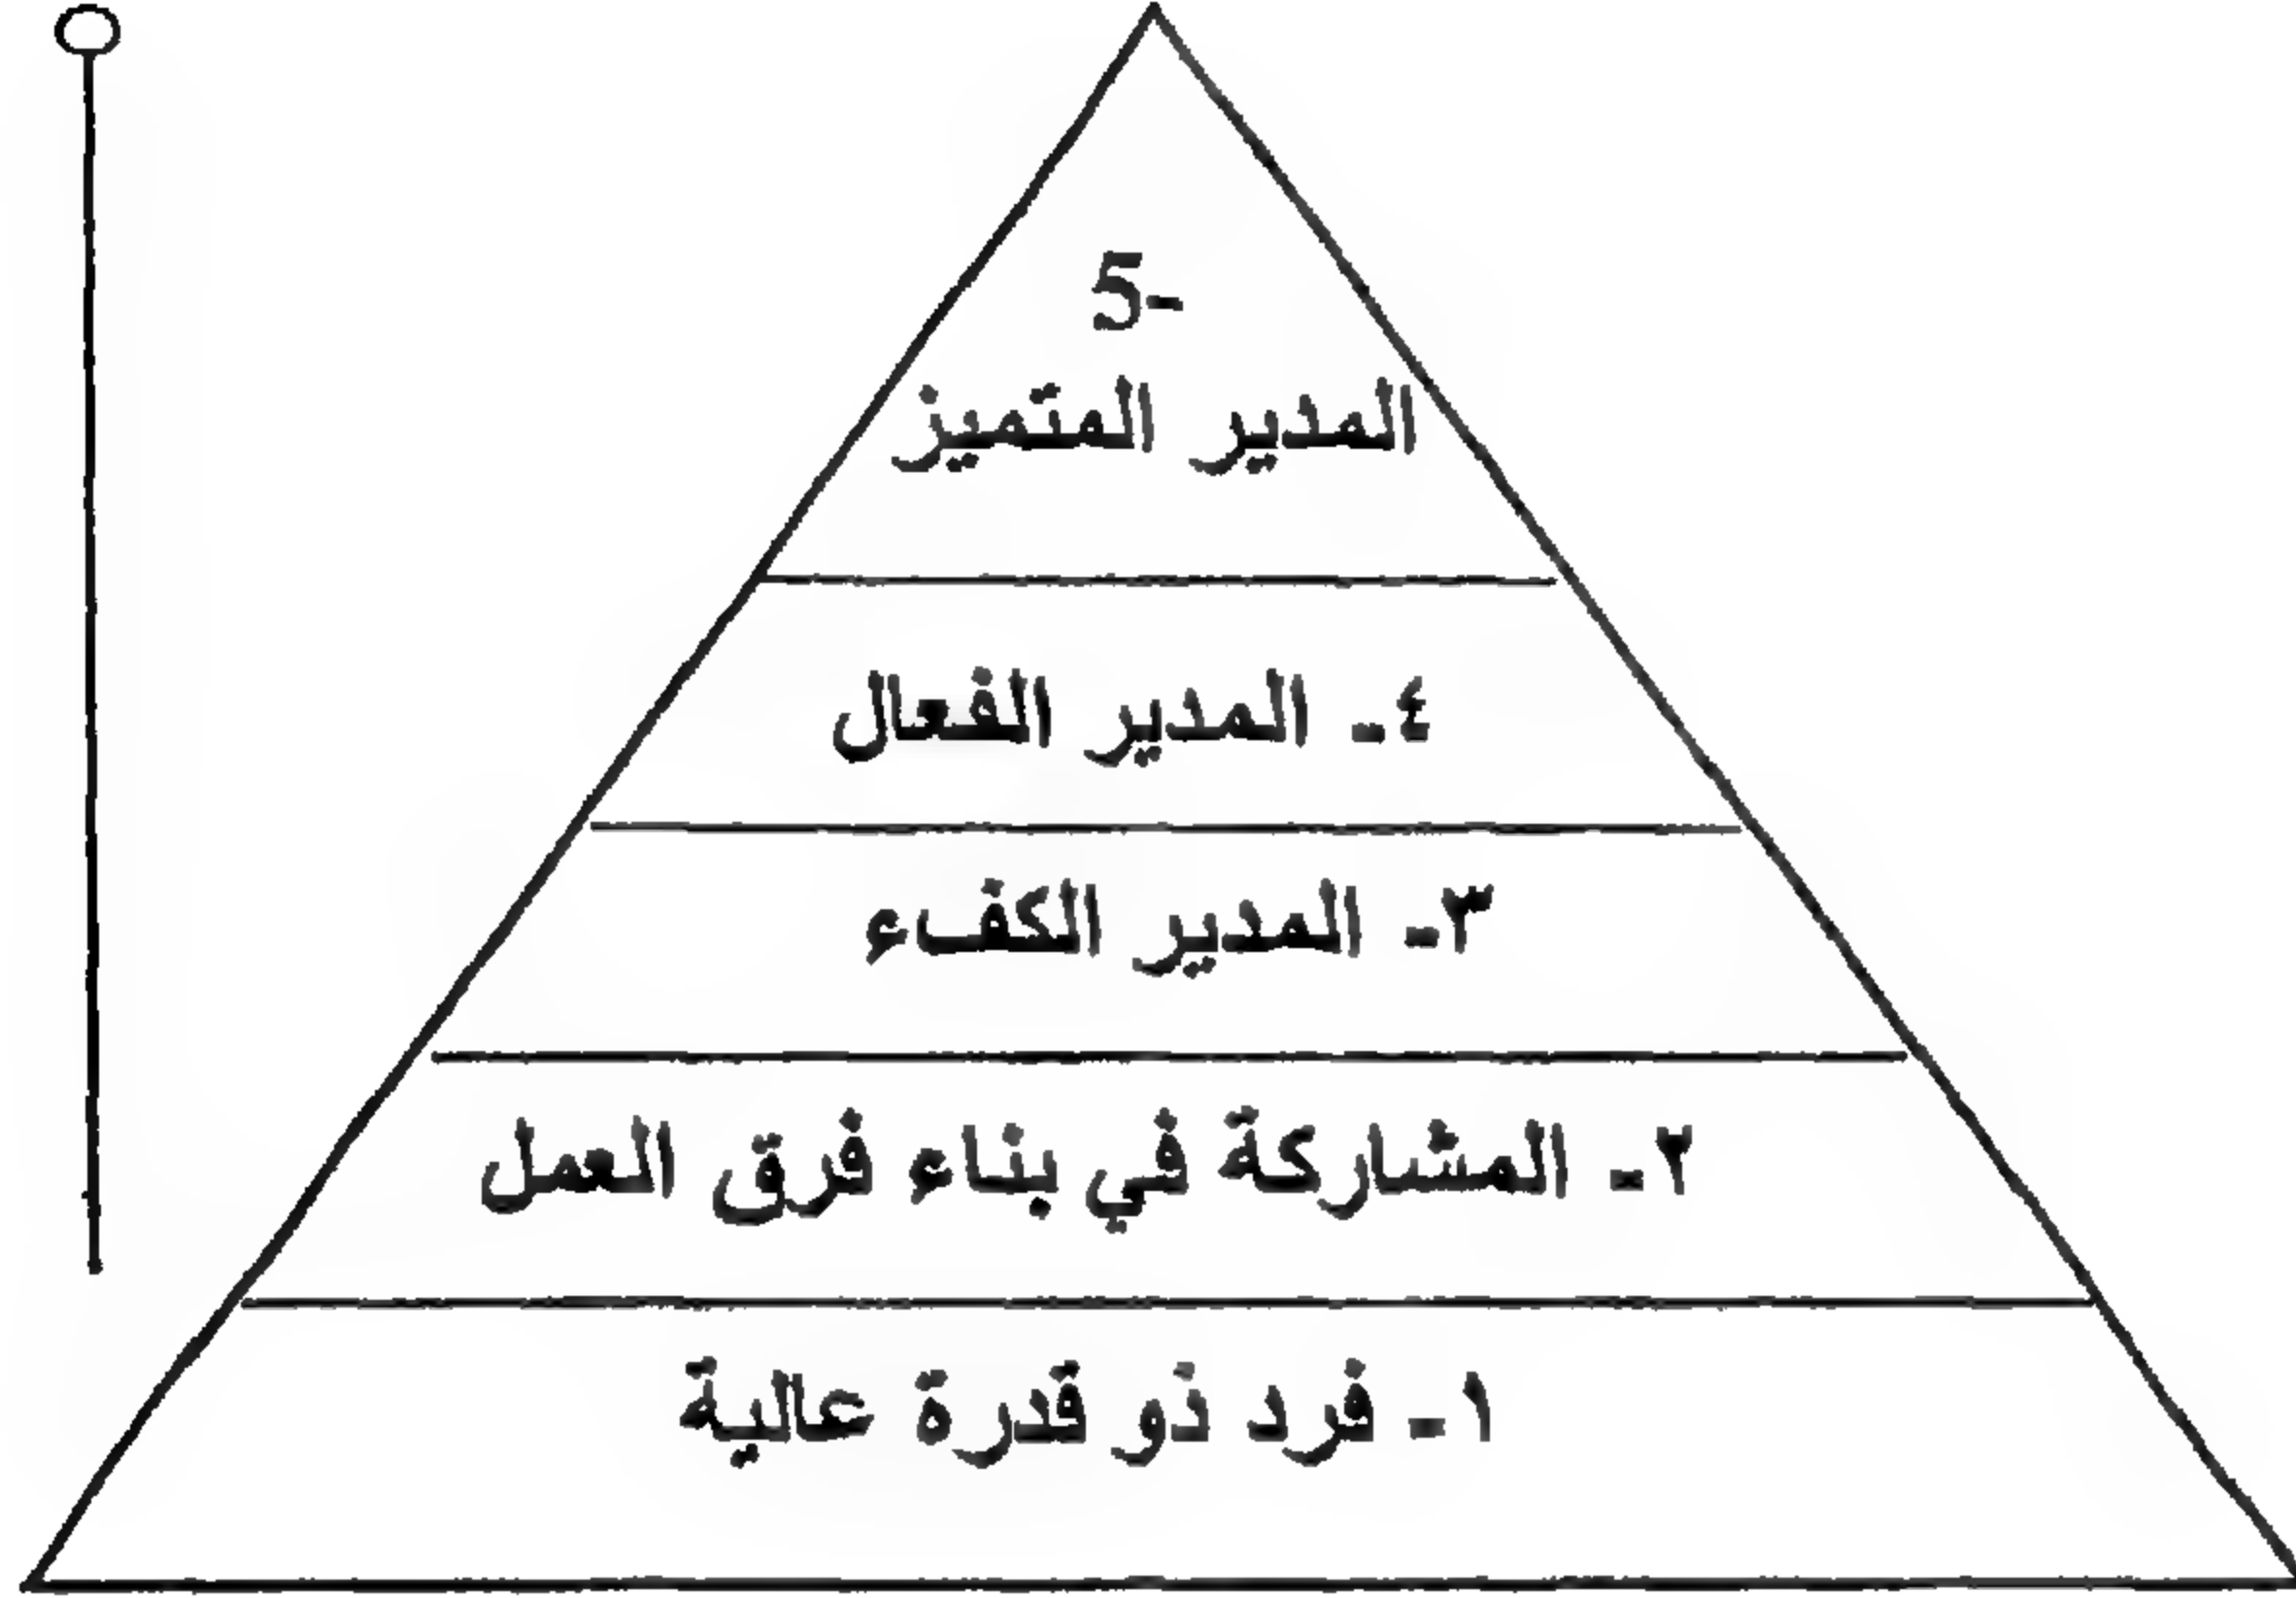 5-
المدير المتميز
٤- المدير الفعال
٣- المدير الكفء
٢- المشاركة في بناء فرق العمل
١- فرد ذو قدرة عالية